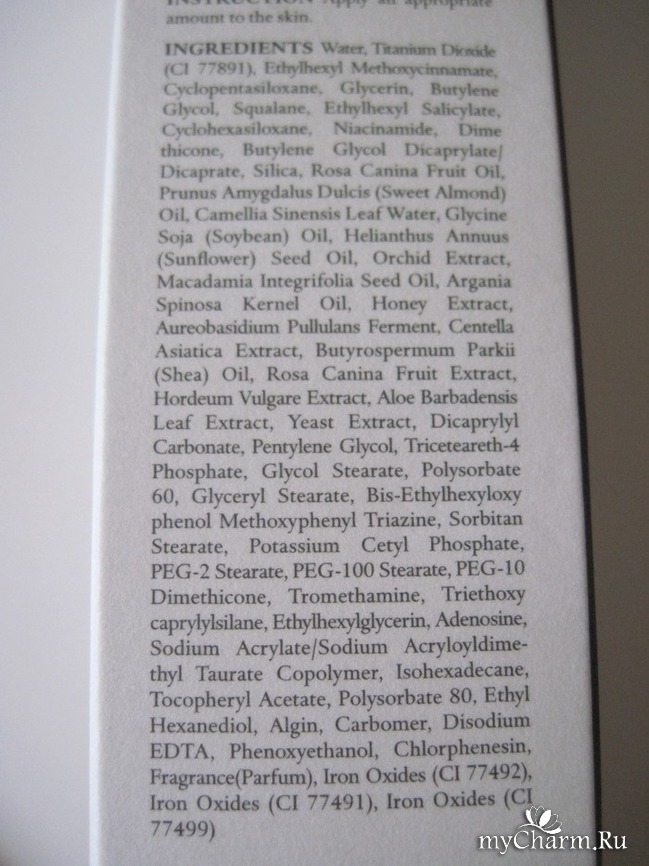 INSTRUCTION Apply an appropriate
amount to the skin.
INGREDIENTS Water, Titanium Dioxide
(CI 77891), Ethylhexyl Methoxycinnamate,
Cyclopentasiloxane, Glycerin, Butylene
Glycol, Squalane, Ethylhexyl Salicylate,
Cyclohexasiloxane, Niacinamide, Dime
thicone, Butylene Glycol Dicaprylate/
Dicaprate, Silica, Rosa Canina Fruit Oil,
Prunus Amygdalus Dulcis (Sweet Almond)
Oil, Camellia Sinensis Leaf Water, Glycine
Soja (Soybean) Oil, Helianthus Annuus
(Sunflower) Seed Oil, Orchid Extract,
Macadamia Integrifolia Seed Oil, Argania
Spinosa Kernel Oil, Honey Extract,
Aureobasidium Pullulans Ferment, Centella
Asiatica Extract, Butyrospermum Parkii
(Shea) Oil, Rosa Canina Fruit Extract,
Hordeum Vulgare Extract, Aloe Barbadensis
Leaf Extract, Yeast Extract, Dicaprylyl
Carbonate, Pentylene Glycol, Triceteareth-4
Phosphate, Glycol Stearate, Polysorbate
60, Glyceryl Stearate, Bis-Ethylhexyloxy
phenol Methoxyphenyl Triazine, Sorbitan
Stearate, Potassium Cetyl Phosphate,
PEG-2 Stearate, PEG-100 Stearate, PEG-10
Dimethicone, Tromethamine, Triethoxy
caprylylsilane, Ethylhexylglycerin, Adenosine,
Sodium Acrylate/Sodium Acryloyldime-
thyl Taurate Copolymer, Isohexadecane,
Tocopheryl Acetate, Polysorbate 80, Ethyl
Hexanediol, Algin, Carbomer, Disodium
EDTA, Phenoxyethanol, Chlorphenesin,
Fragrance(Parfum), Iron Oxides (CI 77492),
Iron Oxides (CI 77491), Iron Oxides (CI
77499)
myCharm.Ru